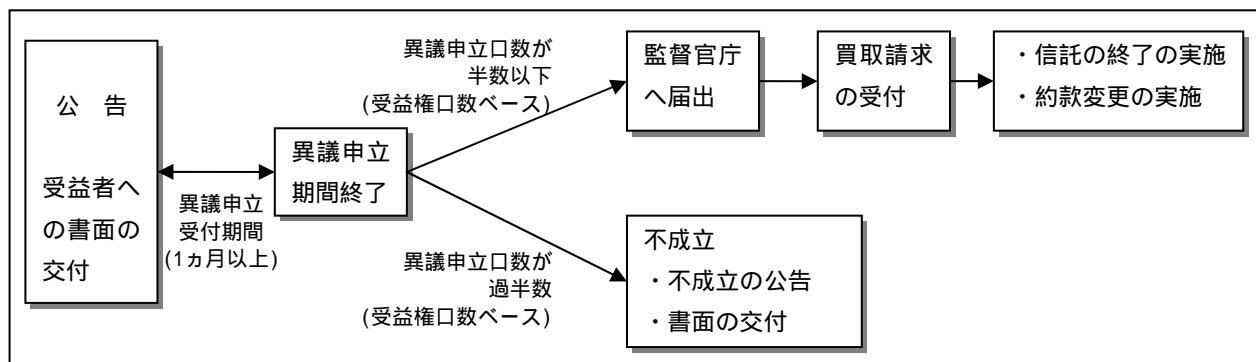 公　告
受益者へ
の書面の
交付
異議申立
受付期間
(1ヵ月以上)
異議申立
期間終了
異議申立口数が
半数以下
(受益権口数ベース)
監督官庁
へ届出
買取請求
の受付
・信託の終了の実施
・約款変更の実施
異議申立口数が
過半数
(受益権口数ベース)
不成立
・不成立の公告
・書面の交付